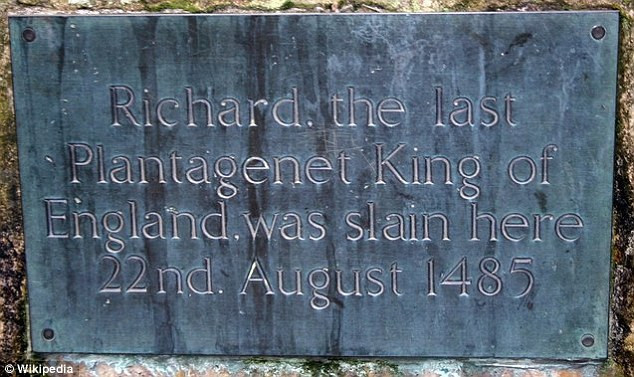 Richard, the last
Plantagenet King of
England, was slain here
22nd. August 1485
© Wikipedia